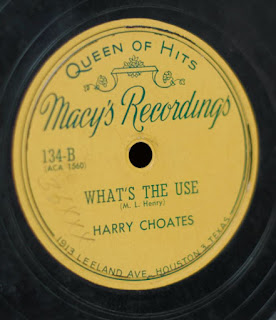 QUEEN OF HITS
Macy's Recordings
134-B
(ACA 1560)
WHAT'S THE USE
(M. L. Henry)
HARRY CHOATES
1913 LEELAND AVE., HOUSTON 3, TEXAS